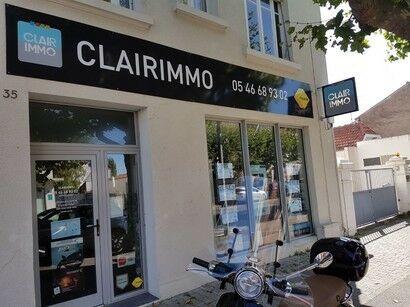 CLAIR
IMMO
CLAIRIMMO
05 46 68 93 02
CLAIR
IMMO
35